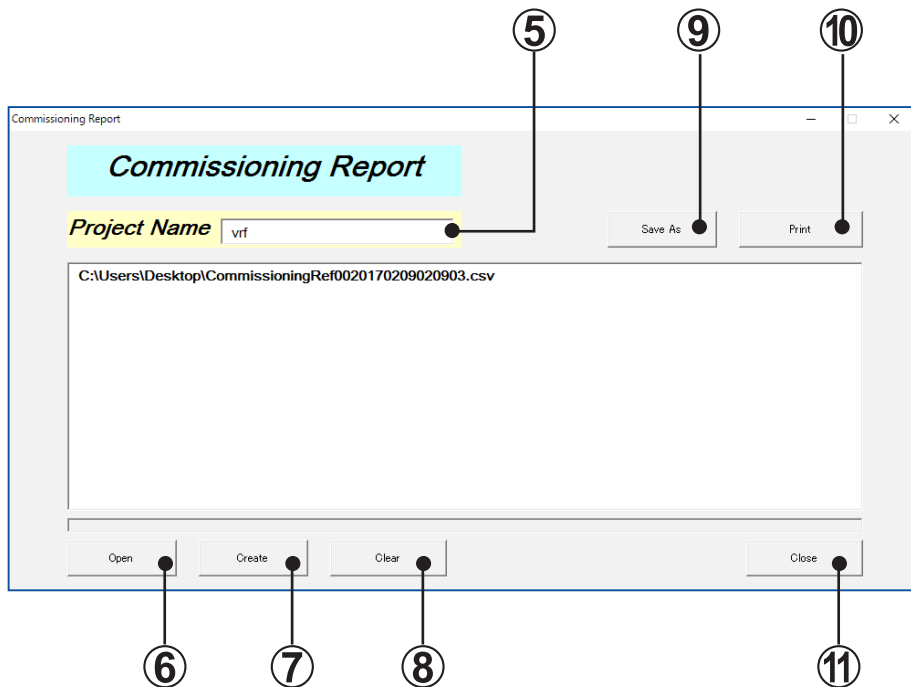 ⑤ ⑨ ⑩
Commissioning Report
Commissioning Report
Project Name vrf Save As Print
C:\Users\Desktop\CommissioningRef0020170209020903.csv
Open Create Clear Close
⑥ ⑦ ⑧ ⑪